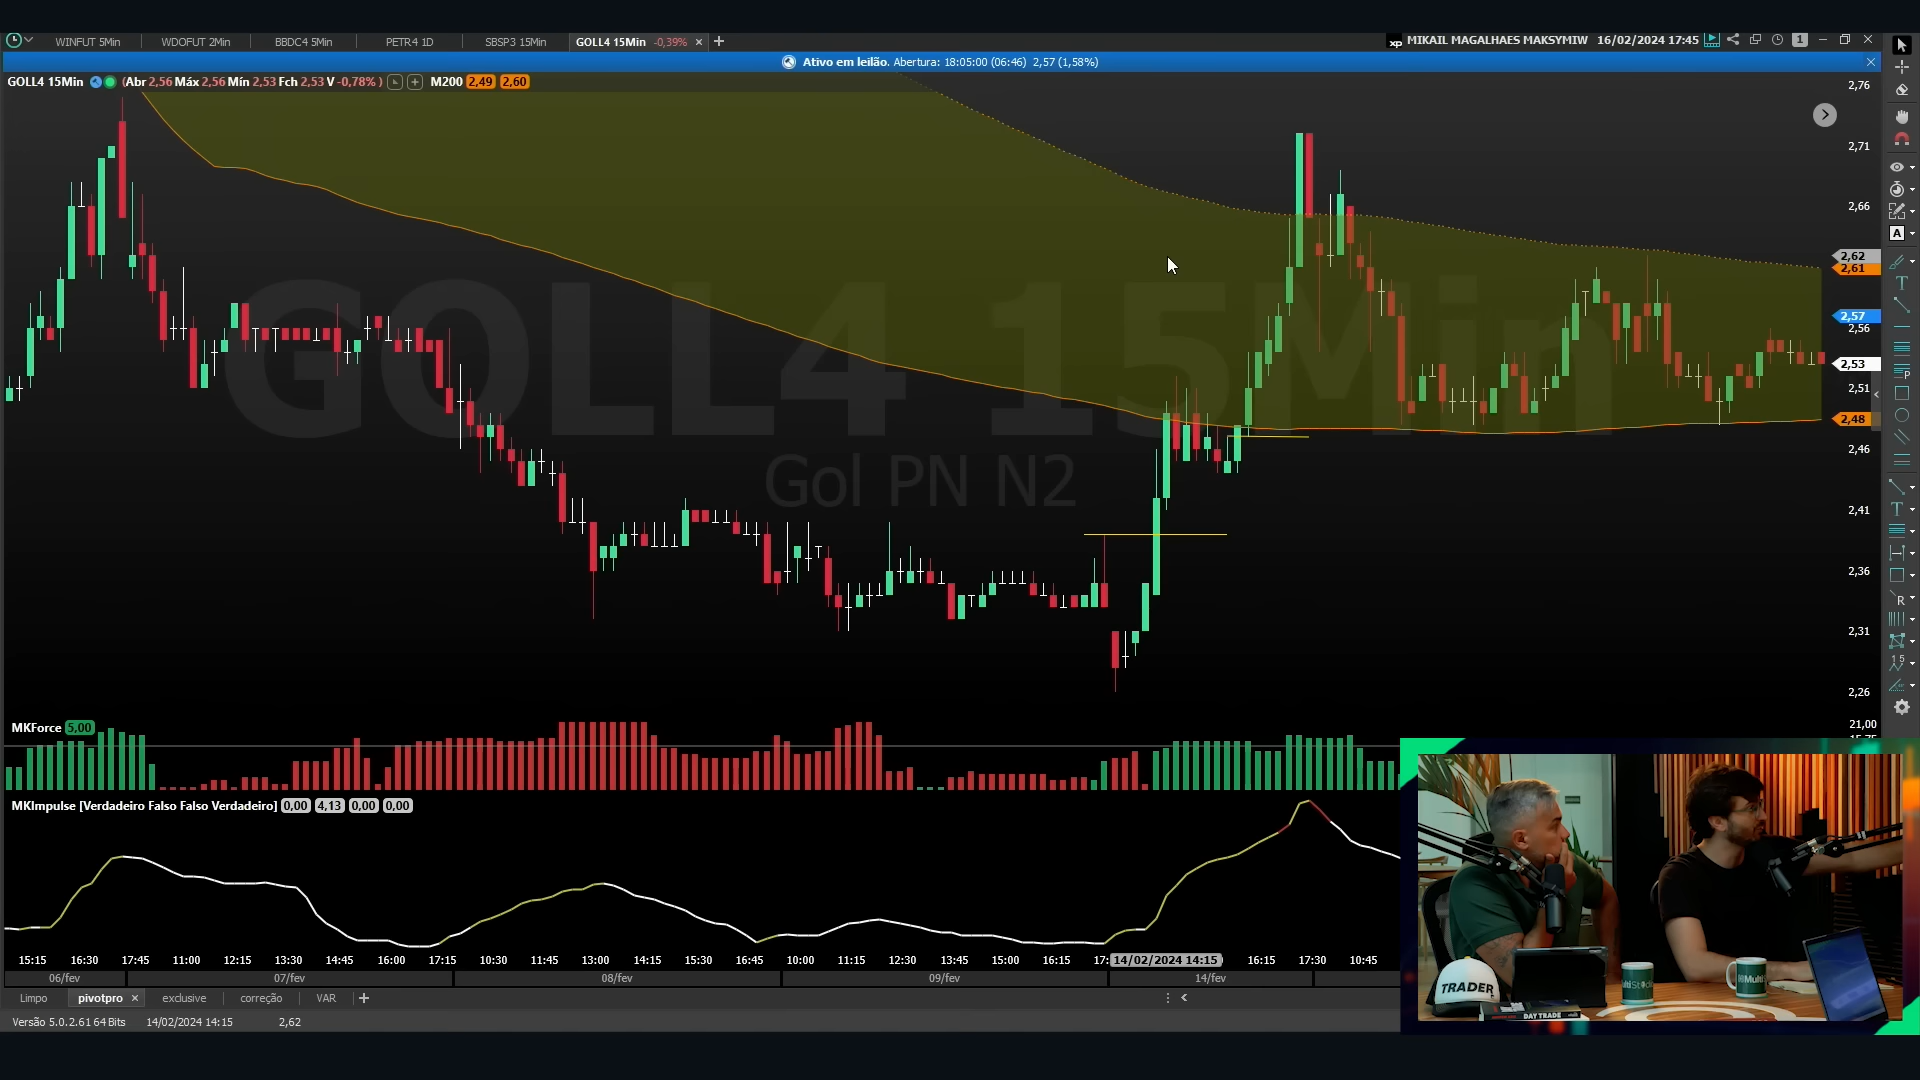 WINFUT 5Min WDOFUT 2Min BBDC4 5Min PETR4 1D SBSP3 15Min GOLL4 15Min -0,39% × +
xp MIKAIL MAGALHAES MAKSYMIW 16/02/2024 17:45 1
Ativo em leilão. Abertura: 18:05:00 (06:46) 2,57 (1,58%)
GOLL4 15Min (Abr 2,56 Máx 2,56 Mín 2,53 Fch 2,53 V -0,78% ) M200 2,49 2,60
2,76
2,71
2,66
2,62
2,61
2,57
2,56
2,53
2,51
2,48
2,46
2,41
2,36
2,31
2,26
GOLL4 15Min
Gol PN N2
MKForce 5,00
21,00
MKImpulse [Verdadeiro Falso Falso Verdadeiro] 0,00 4,13 0,00 0,00
15:15 16:30 17:45 11:00 12:15 13:30 14:45 16:00 17:15 10:30 11:45 13:00 14:15 15:30 16:45 10:00 11:15 12:30 13:45 15:00 16:15 17: 14/02/2024 14:15 16:15 17:30 10:45
06/fev 07/fev 08/fev 09/fev 14/fev
Limpo pivotpro × exclusive correção VAR +
Versão 5.0.2.61 64 Bits 14/02/2024 14:15 2,62
TRADER
DAY TRADE